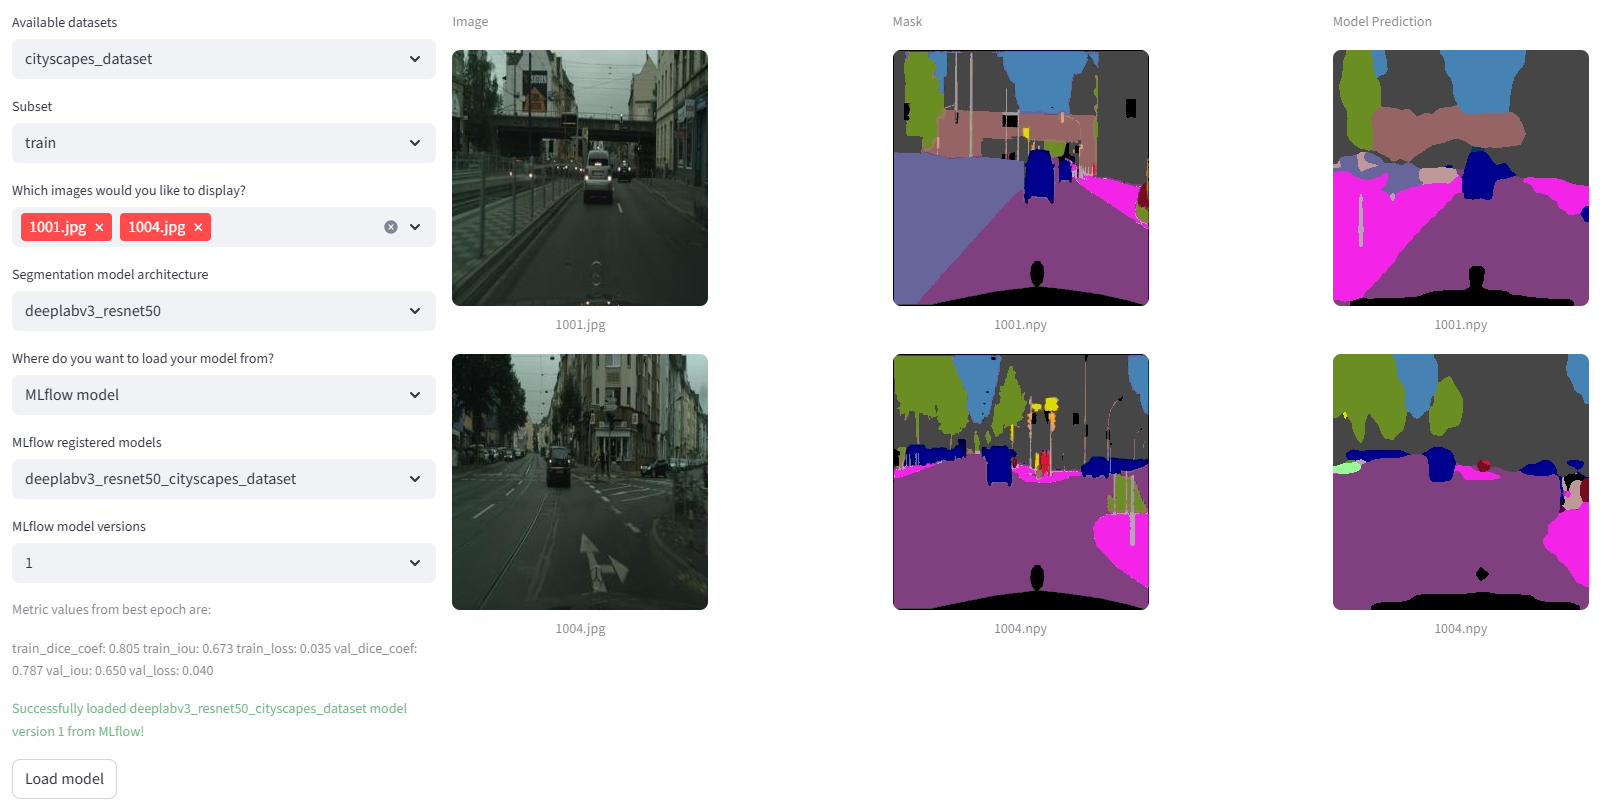 Available datasets
cityscapes_dataset
Subset
train
Which images would you like to display?
1001.jpg
1004.jpg
Segmentation model architecture
deeplabv3_resnet50
Where do you want to load your model from?
MLflow model
MLflow registered models
deeplabv3_resnet50_cityscapes_dataset
MLflow model versions
1
Metric values from best epoch are:
train_dice_coef: 0.805 train_iou: 0.673 train_loss: 0.035 val_dice_coef:
0.787 val_iou: 0.650 val_loss: 0.040
Successfully loaded deeplabv3_resnet50_cityscapes_dataset model
version 1 from MLflow!
Load model
Image
Mask
Model Prediction
SATURN
1001.jpg
1001.npy
1001.npy
1004.jpg
1004.npy
1004.npy